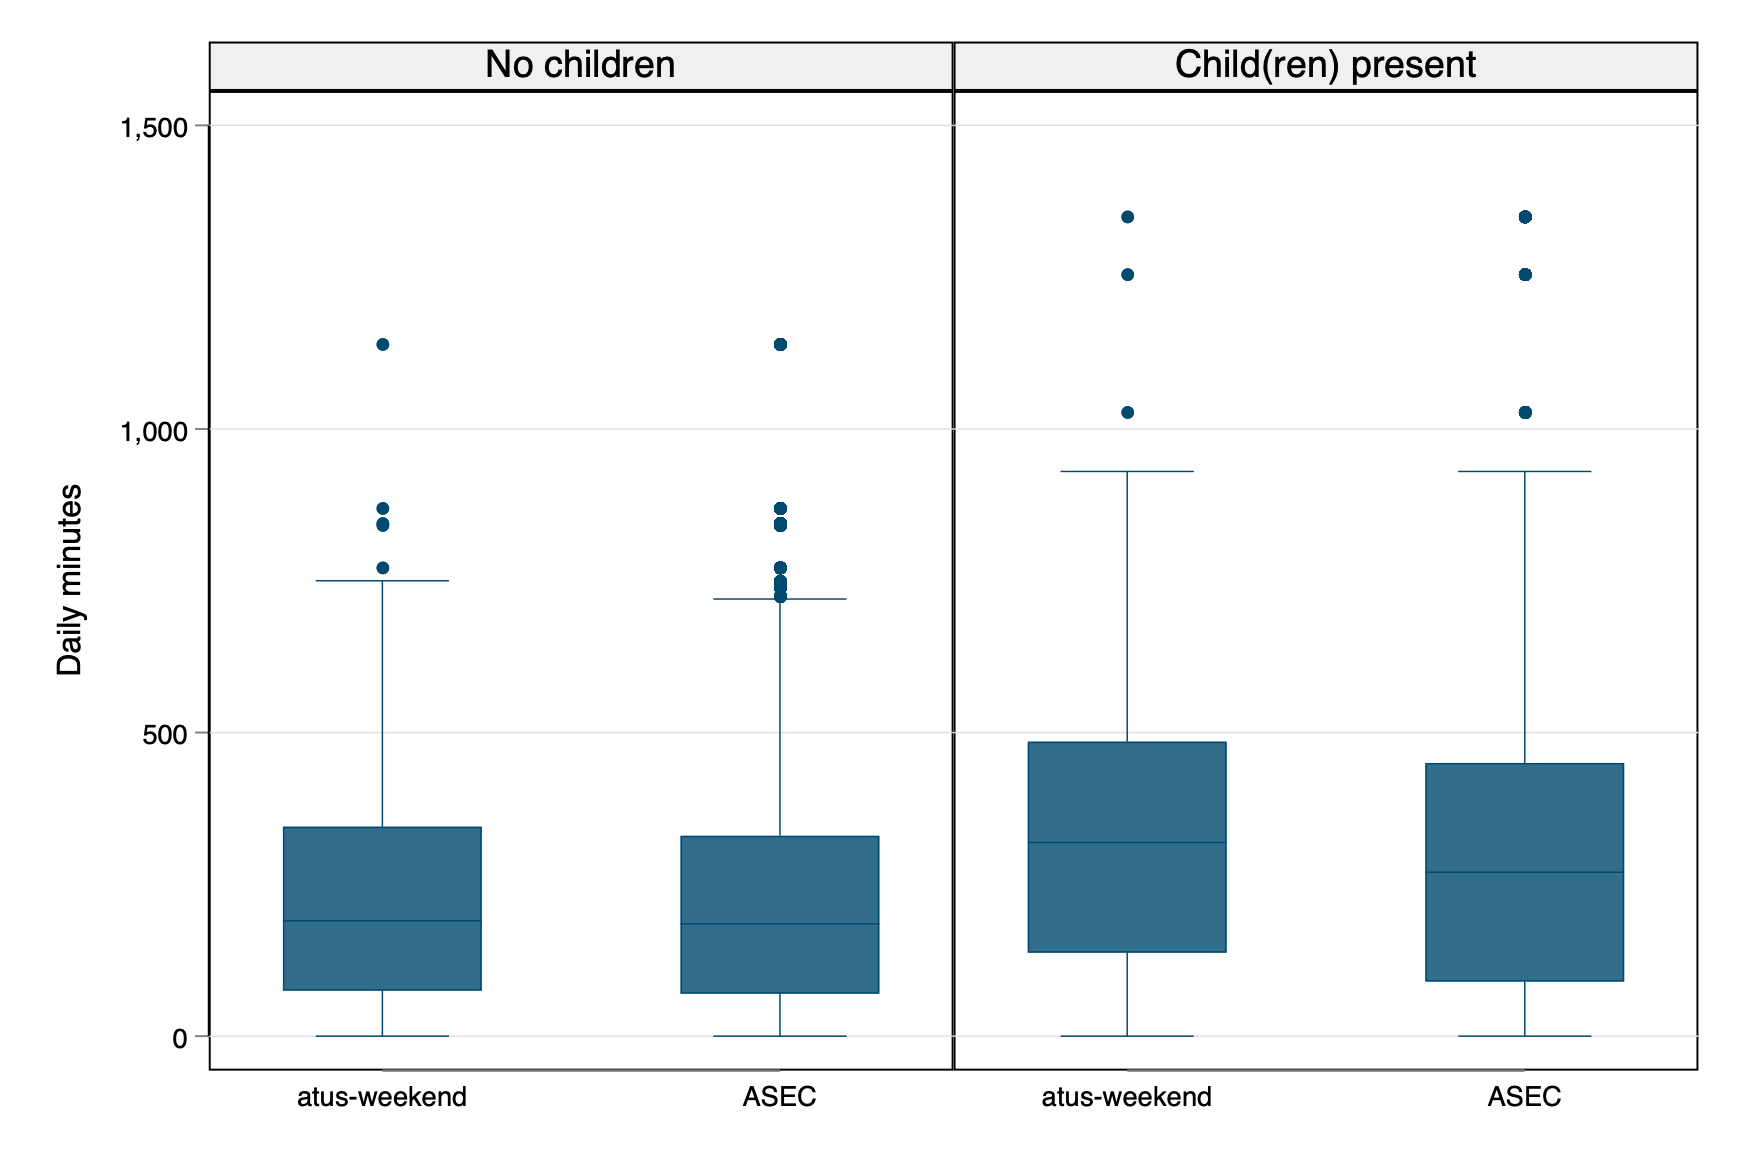 No children
Child(ren) present
1,500
1,000
500
0
Daily minutes
atus-weekend
ASEC
atus-weekend
ASEC